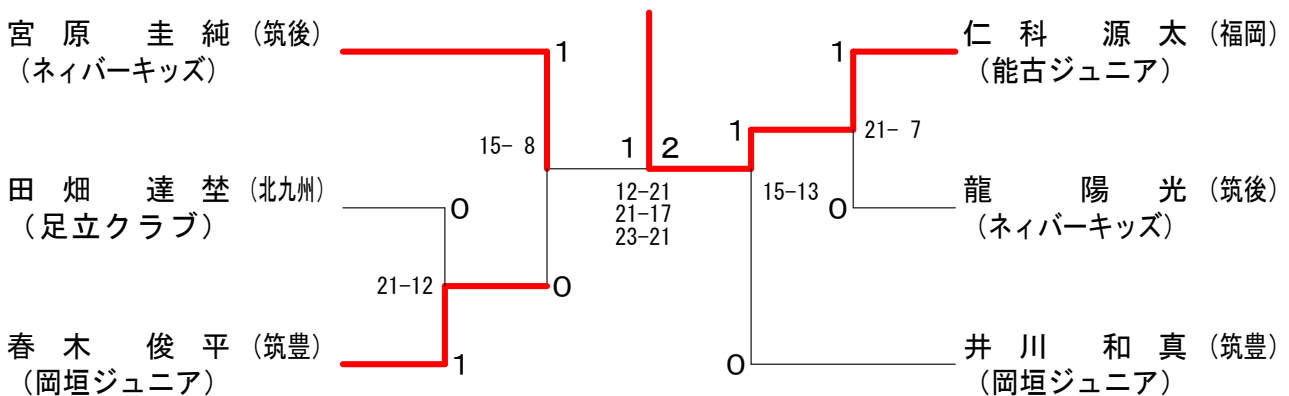 宮原 圭純 (筑後)
(ネィバーキッズ)
1
15- 8
田畑 達埜 (北九州)
(足立クラブ)
0
21-12
0
春木 俊平 (筑豊)
(岡垣ジュニア)
1
1 2
12-21
21-17
23-21
仁科 源太 (福岡)
(能古ジュニア)
1
21- 7
1
15-13
龍 陽光 (筑後)
(ネィバーキッズ)
0
井川 和真 (筑豊)
(岡垣ジュニア)
0